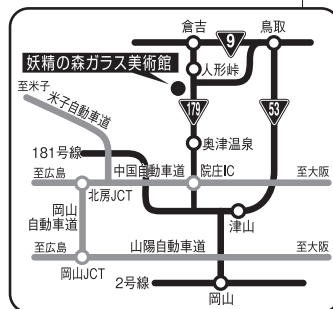 倉吉
鳥取
9
妖精の森ガラス美術館
人形峠
至米子
米子自動車道
179
53
奥津温泉
181号線
中国自動車道
院庄IC
至広島
至大阪
北房JCT
岡山
自動車道
津山
至広島
山陽自動車道
至大阪
岡山JCT
2号線
岡山